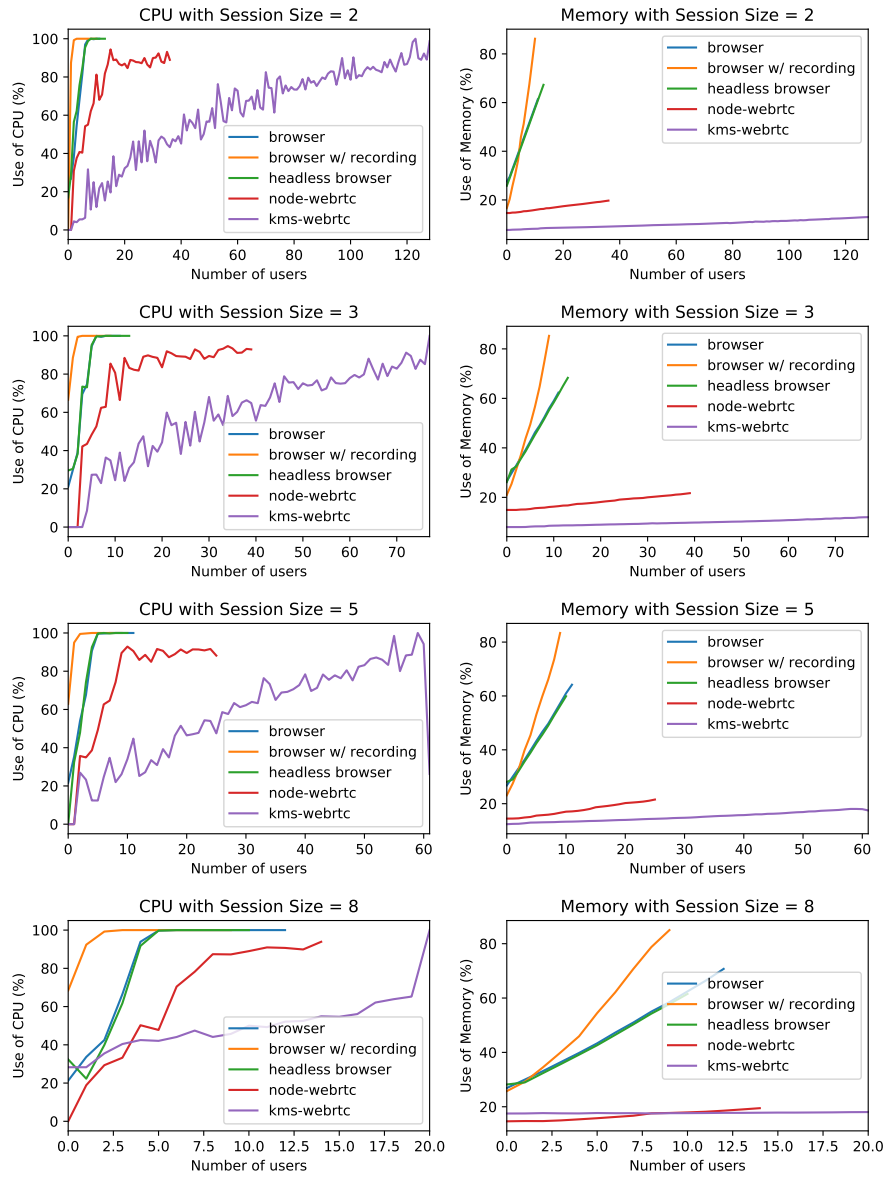 CPU with Session Size = 2
Use of CPU (%)
100
80
60
40
20
0
browser
browser w/ recording
headless browser
node-webrtc
kms-webrtc
0 20 40 60 80 100 120
Number of users
Memory with Session Size = 2
Use of Memory (%)
80
60
40
20
browser
browser w/ recording
headless browser
node-webrtc
kms-webrtc
0 20 40 60 80 100 120
Number of users
CPU with Session Size = 3
Use of CPU (%)
100
80
60
40
20
0
browser
browser w/ recording
headless browser
node-webrtc
kms-webrtc
0 10 20 30 40 50 60 70
Number of users
Memory with Session Size = 3
Use of Memory (%)
80
60
40
20
browser
browser w/ recording
headless browser
node-webrtc
kms-webrtc
0 10 20 30 40 50 60 70
Number of users
CPU with Session Size = 5
Use of CPU (%)
100
80
60
40
20
0
browser
browser w/ recording
headless browser
node-webrtc
kms-webrtc
0 10 20 30 40 50 60
Number of users
Memory with Session Size = 5
Use of Memory (%)
80
60
40
20
browser
browser w/ recording
headless browser
node-webrtc
kms-webrtc
0 10 20 30 40 50 60
Number of users
CPU with Session Size = 8
Use of CPU (%)
100
80
60
40
20
0
browser
browser w/ recording
headless browser
node-webrtc
kms-webrtc
0.0 2.5 5.0 7.5 10.0 12.5 15.0 17.5 20.0
Number of users
Memory with Session Size = 8
Use of Memory (%)
80
60
40
20
browser
browser w/ recording
headless browser
node-webrtc
kms-webrtc
0.0 2.5 5.0 7.5 10.0 12.5 15.0 17.5 20.0
Number of users